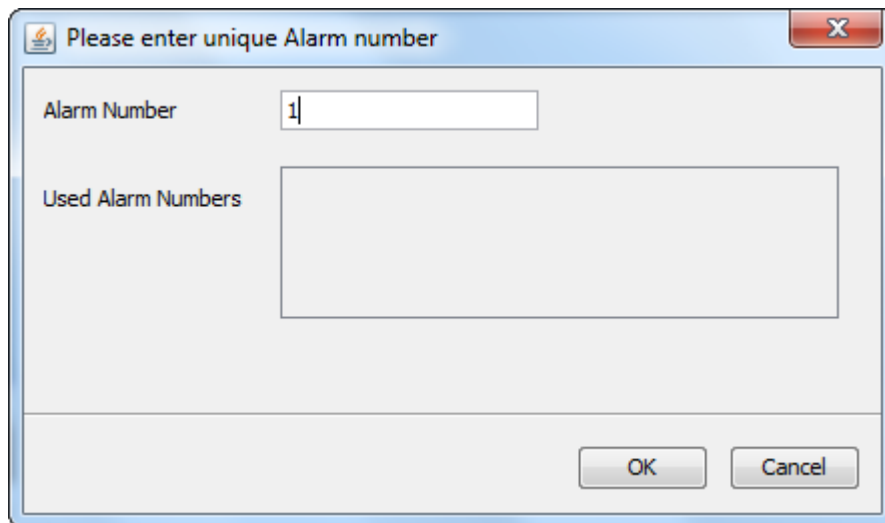 Please enter unique Alarm number
Alarm Number 1
Used Alarm Numbers
OK Cancel